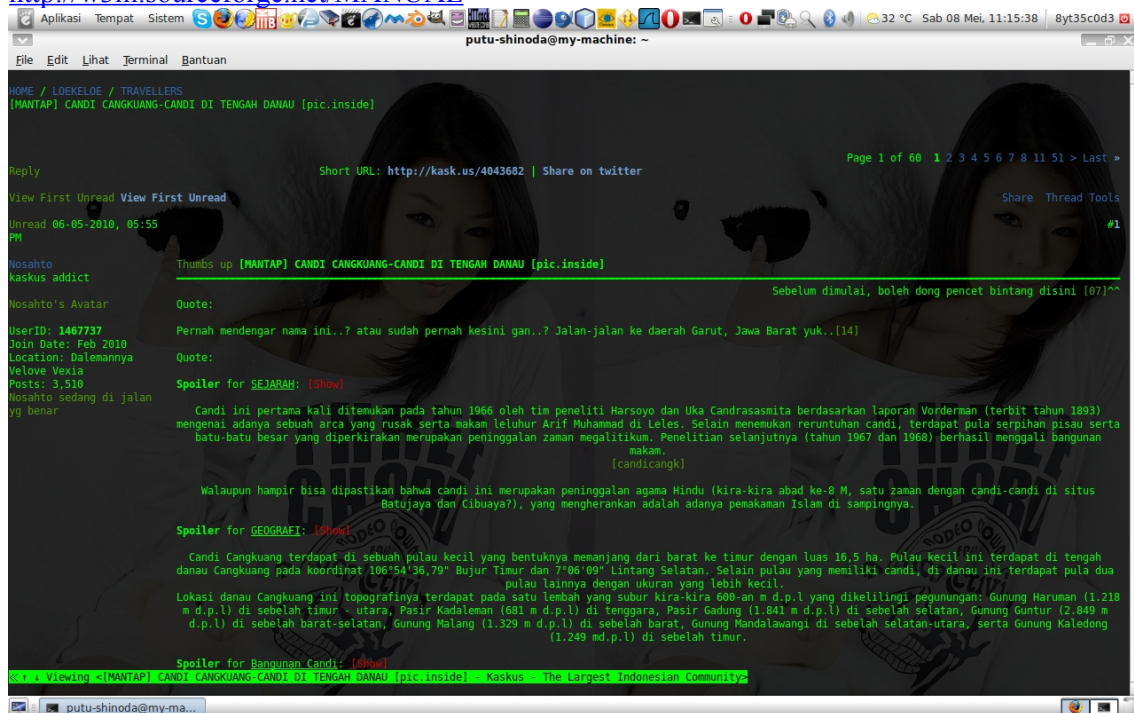 http://w3m.sourceforge.net/MANUAL
Aplikasi Tempat Sistem 32 °C Sab 08 Mei, 11:15:38 8yt35c0d3
putu-shinoda@my-machine: ~
File Edit Lihat Terminal Bantuan
HOME / LOEKELOE / TRAVELLERS
[MANTAP] CANDI CANGKUANG-CANDI DI TENGAH DANAU [pic.inside]
Page 1 of 60 1 2 3 4 5 6 7 8 11 51 > Last »
Reply Short URL: http://kask.us/4043682 | Share on twitter
View First Unread View First Unread Share Thread Tools
Unread 06-05-2010, 05:55 #1
PM
Nosahto Thumbs up [MANTAP] CANDI CANGKUANG-CANDI DI TENGAH DANAU [pic.inside]
kaskus addict
Sebelum dimulai, boleh dong pencet bintang disini [07]^^
Nosahto's Avatar Quote:
UserID: 1467737 Pernah mendengar nama ini..? atau sudah pernah kesini gan..? Jalan-jalan ke daerah Garut, Jawa Barat yuk..[14]
Join Date: Feb 2010
Location: Dalemannya Quote:
Velove Vexia
Posts: 3,510 Spoiler for SEJARAH: [Show]
Nosahto sedang di jalan
yg benar
Candi ini pertama kali ditemukan pada tahun 1966 oleh tim peneliti Harsoyo dan Uka Candrasasmita berdasarkan laporan Vorderman (terbit tahun 1893)
mengenai adanya sebuah arca yang rusak serta makam leluhur Arif Muhammad di Leles. Selain menemukan reruntuhan candi, terdapat pula serpihan pisau serta
batu-batu besar yang diperkirakan merupakan peninggalan zaman megalitikum. Penelitian selanjutnya (tahun 1967 dan 1968) berhasil menggali bangunan
makam.
[candicangk]
Walaupun hampir bisa dipastikan bahwa candi ini merupakan peninggalan agama Hindu (kira-kira abad ke-8 M, satu zaman dengan candi-candi di situs
Batujaya dan Cibuaya?), yang mengherankan adalah adanya pemakaman Islam di sampingnya.
Spoiler for GEOGRAFI: [Show]
Candi Cangkuang terdapat di sebuah pulau kecil yang bentuknya memanjang dari barat ke timur dengan luas 16,5 ha. Pulau kecil ini terdapat di tengah
danau Cangkuang pada koordinat 106°54'36,79" Bujur Timur dan 7°06'09" Lintang Selatan. Selain pulau yang memiliki candi, di danau ini terdapat pula dua
pulau lainnya dengan ukuran yang lebih kecil.
Lokasi danau Cangkuang ini topografinya terdapat pada satu lembah yang subur kira-kira 600-an m d.p.l yang dikelilingi pegunungan: Gunung Haruman (1.218
m d.p.l) di sebelah timur - utara, Pasir Kadaleman (681 m d.p.l) di tenggara, Pasir Gadung (1.841 m d.p.l) di sebelah selatan, Gunung Guntur (2.849 m
d.p.l) di sebelah barat-selatan, Gunung Malang (1.329 m d.p.l) di sebelah barat, Gunung Mandalawangi di sebelah selatan-utara, serta Gunung Kaledong
(1.249 md.p.l) di sebelah timur.
Spoiler for Bangunan Candi: [Show]
≪ ↑ ↓ Viewing <[MANTAP] CANDI CANGKUANG-CANDI DI TENGAH DANAU [pic.inside] - Kaskus - The Largest Indonesian Community>
putu-shinoda@my-ma...